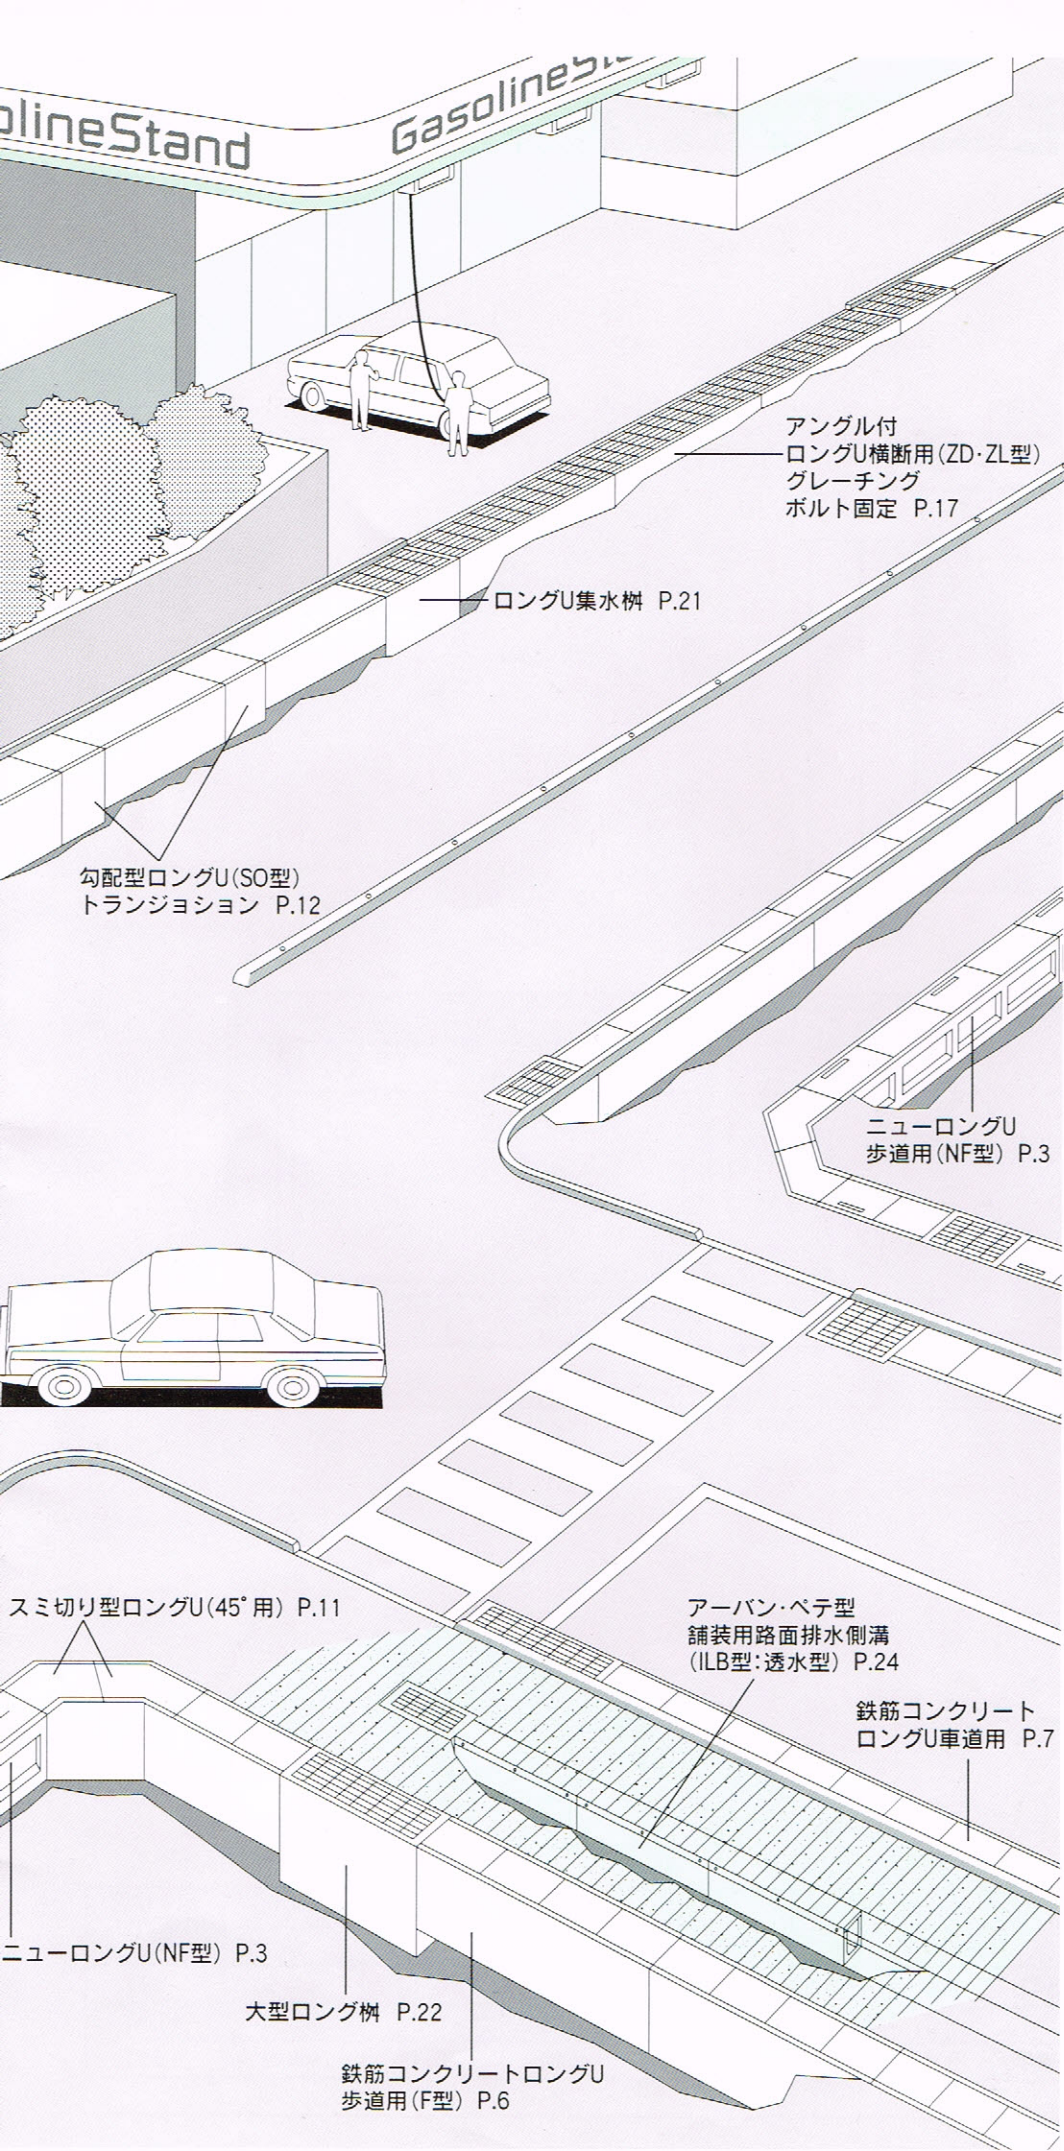 olineStand
GasolineSt
アングル付
ロングU横断用(ZD·ZL型)
グレーチング
ボルト固定 P.17
ロングU集水桝 P.21
勾配型ロングU(SO型)
トランジョション P.12
ニューロングU
歩道用(NF型) P.3
スミ切り型ロングU(45°用) P.11
アーバン·ペテ型
舗装用路面排水側溝
(ILB型:透水型) P.24
鉄筋コンクリート
ロングU車道用 P.7
ニューロングU(NF型) P.3
大型ロング桝 P.22
鉄筋コンクリートロングU
歩道用(F型) P.6